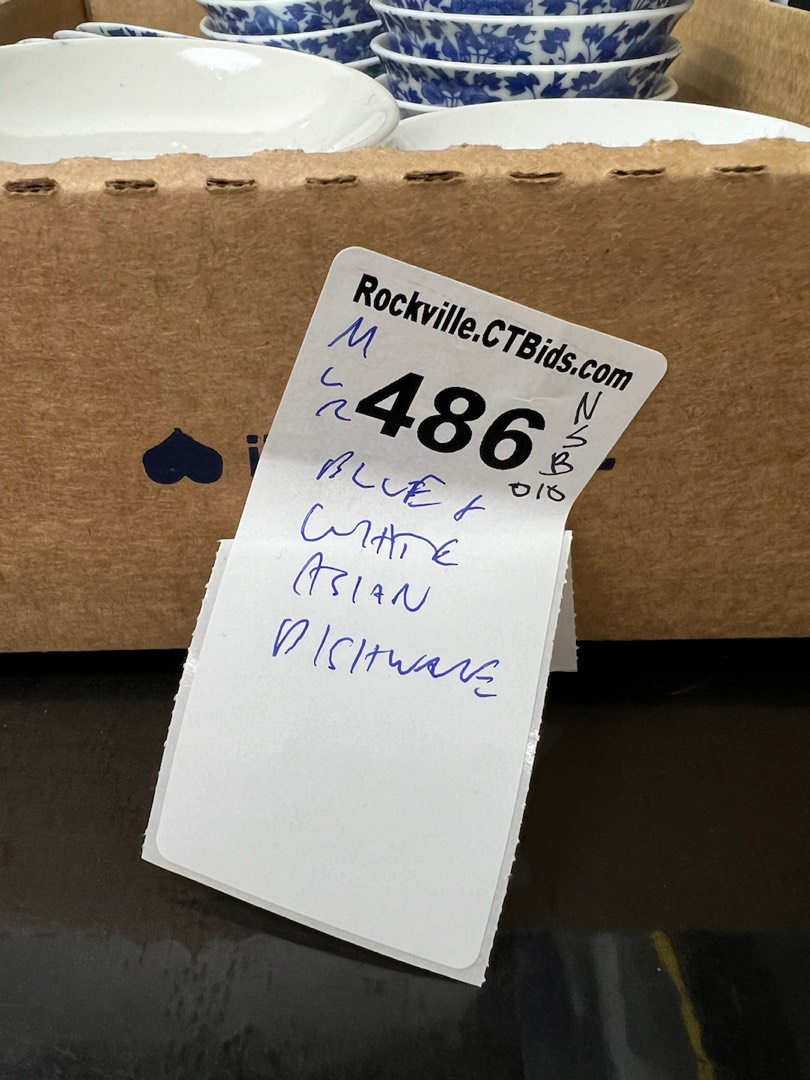 Rockville.CTBids.com
M
L
R
486
N
S
B
010
BLUE &
WHITE
ASIAN
DISHWARE